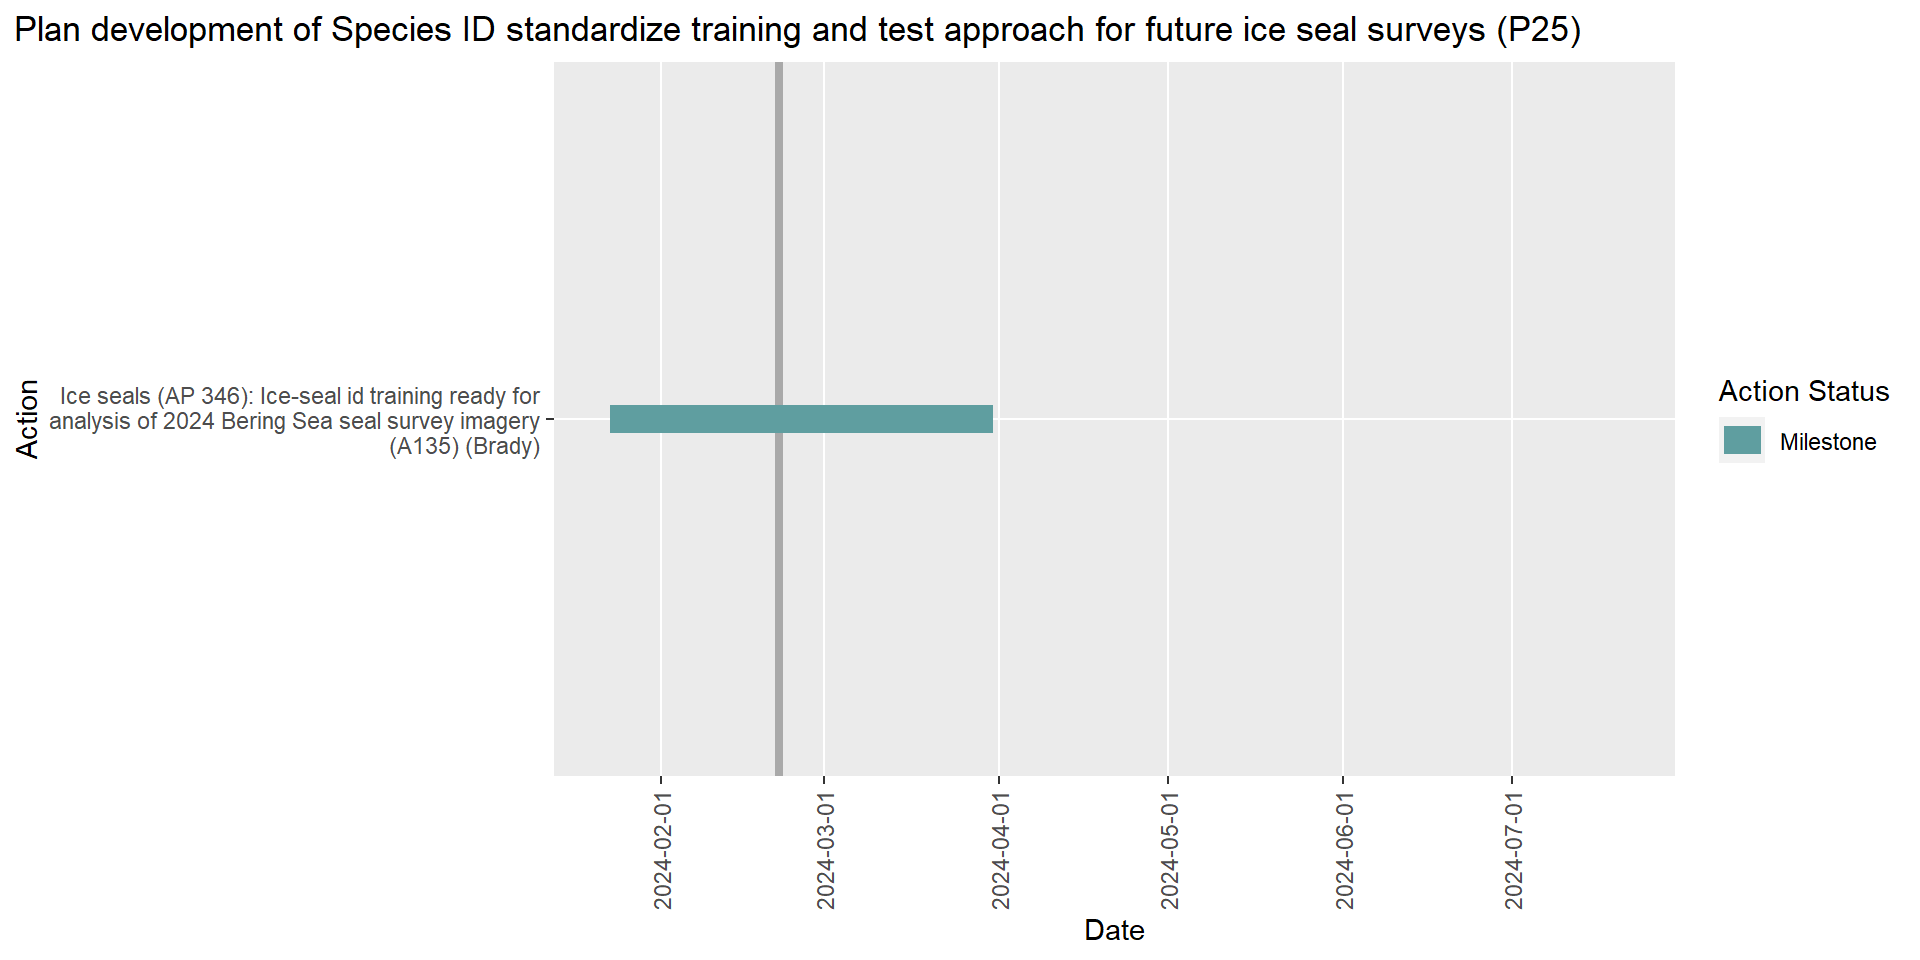 Plan development of Species ID standardize training and test approach for future ice seal surveys (P25)
Action
Ice seals (AP 346): Ice-seal id training ready for
analysis of 2024 Bering Sea seal survey imagery
(A135) (Brady)
2024-02-01
2024-03-01
2024-04-01
2024-05-01
2024-06-01
2024-07-01
Date
Action Status
Milestone